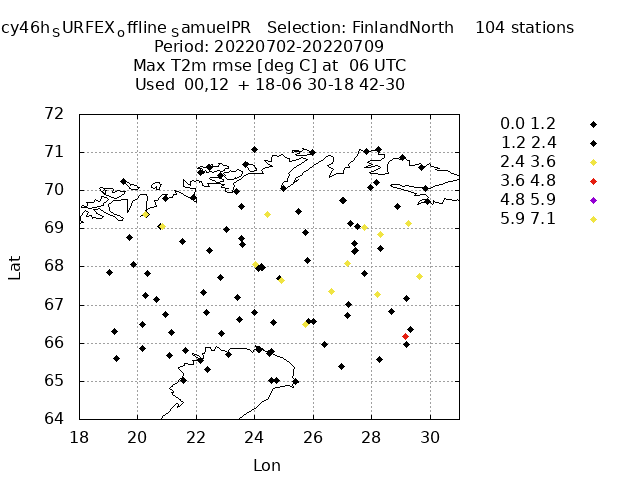 cy46h_SURFEX_offline_SamuelPR   Selection: FinlandNorth    104 stations
Period: 20220702-20220709
Max T2m rmse [deg C] at  06 UTC
Used  00,12  + 18-06 30-18 42-30
72
71
70
69
68
67
66
65
64
18 20 22 24 26 28 30
Lat
Lon
0.0 1.2
1.2 2.4
2.4 3.6
3.6 4.8
4.8 5.9
5.9 7.1